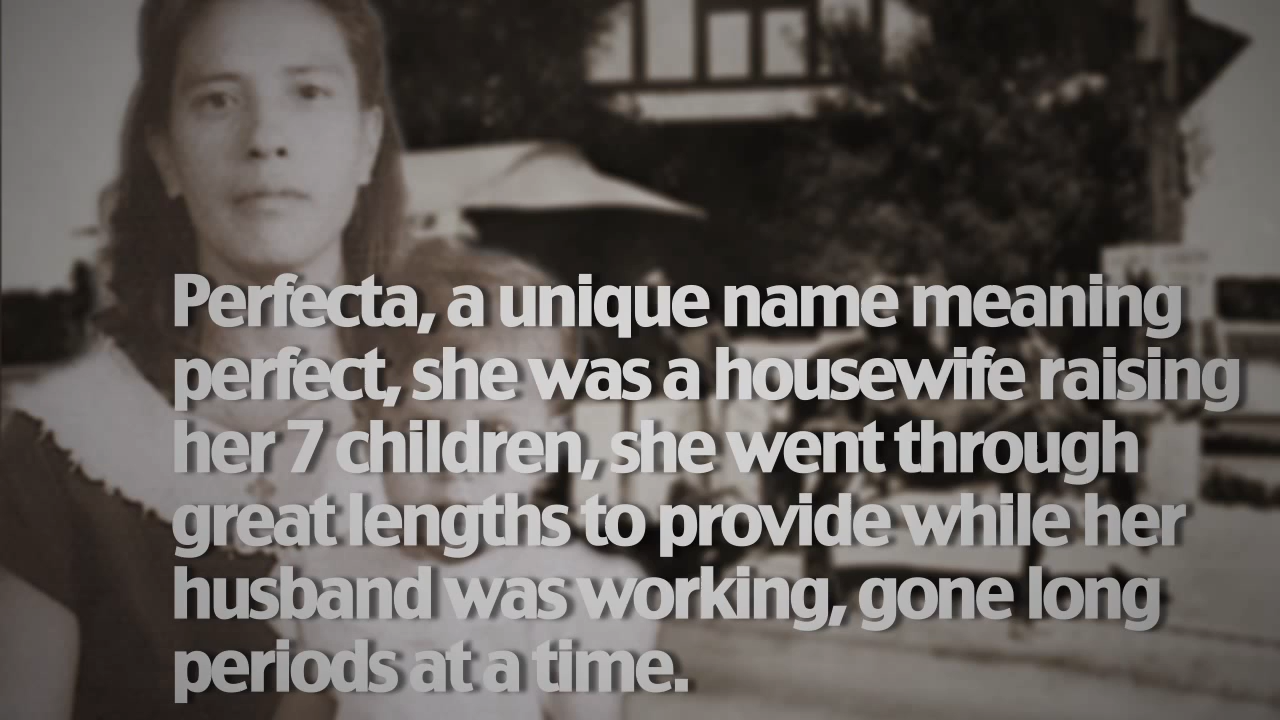 Perfecta, a unique name meaning
perfect, she was a housewife raising
her 7 children, she went through
great lengths to provide while her
husband was working, gone long
periods at a time.